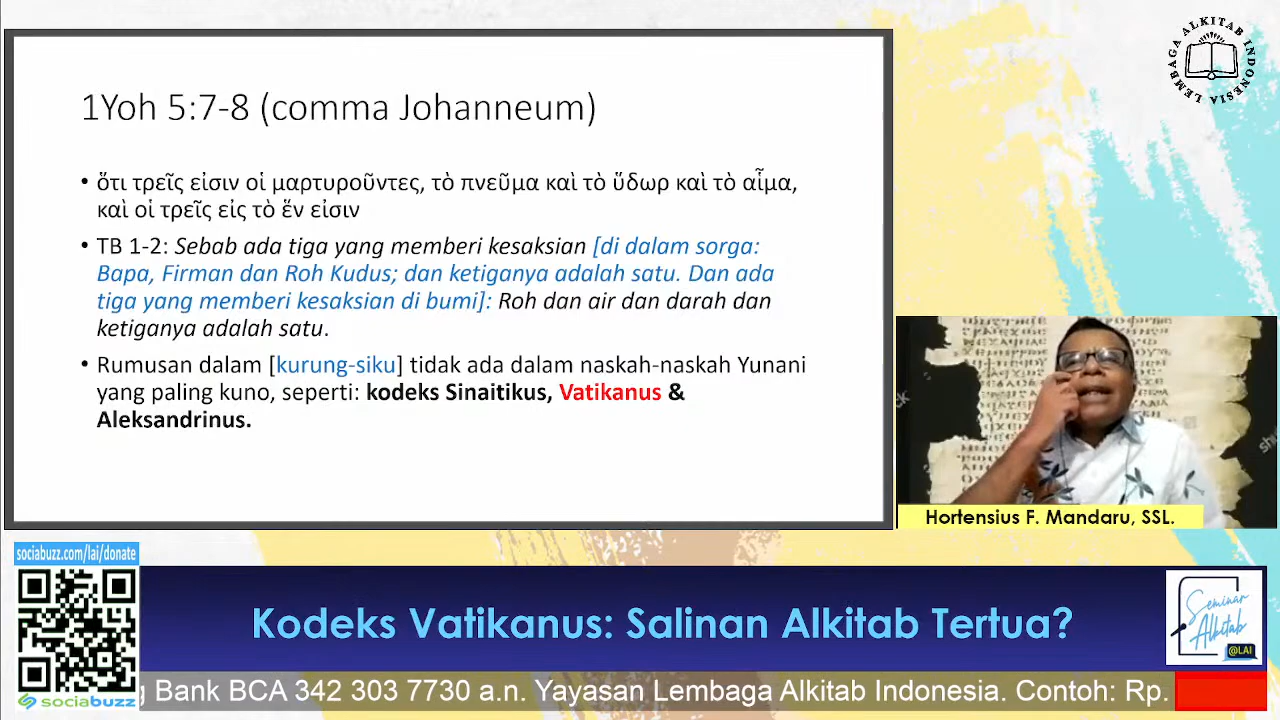 1Yoh 5:7-8 (comma Johanneum)
• ὅτι τρεῖς εἰσιν οἱ μαρτυροῦντες, τὸ πνεῦμα καὶ τὸ ὕδωρ καὶ τὸ αἷμα,
καὶ οἱ τρεῖς εἰς τὸ ἕν εἰσιν
• TB 1-2: Sebab ada tiga yang memberi kesaksian [di dalam sorga:
Bapa, Firman dan Roh Kudus; dan ketiganya adalah satu. Dan ada
tiga yang memberi kesaksian di bumi]: Roh dan air dan darah dan
ketiganya adalah satu.
• Rumusan dalam [kurung-siku] tidak ada dalam naskah-naskah Yunani
yang paling kuno, seperti: kodeks Sinaitikus, Vatikanus &
Aleksandrinus.
LEMBAGA ALKITAB INDONESIA
Hortensius F. Mandaru, SSL.
sociabuzz.com/lai/donate
sociabuzz
Kodeks Vatikanus: Salinan Alkitab Tertua?
Seminar
Alkitab
@LAI
g Bank BCA 342 303 7730 a.n. Yayasan Lembaga Alkitab Indonesia. Contoh: Rp.